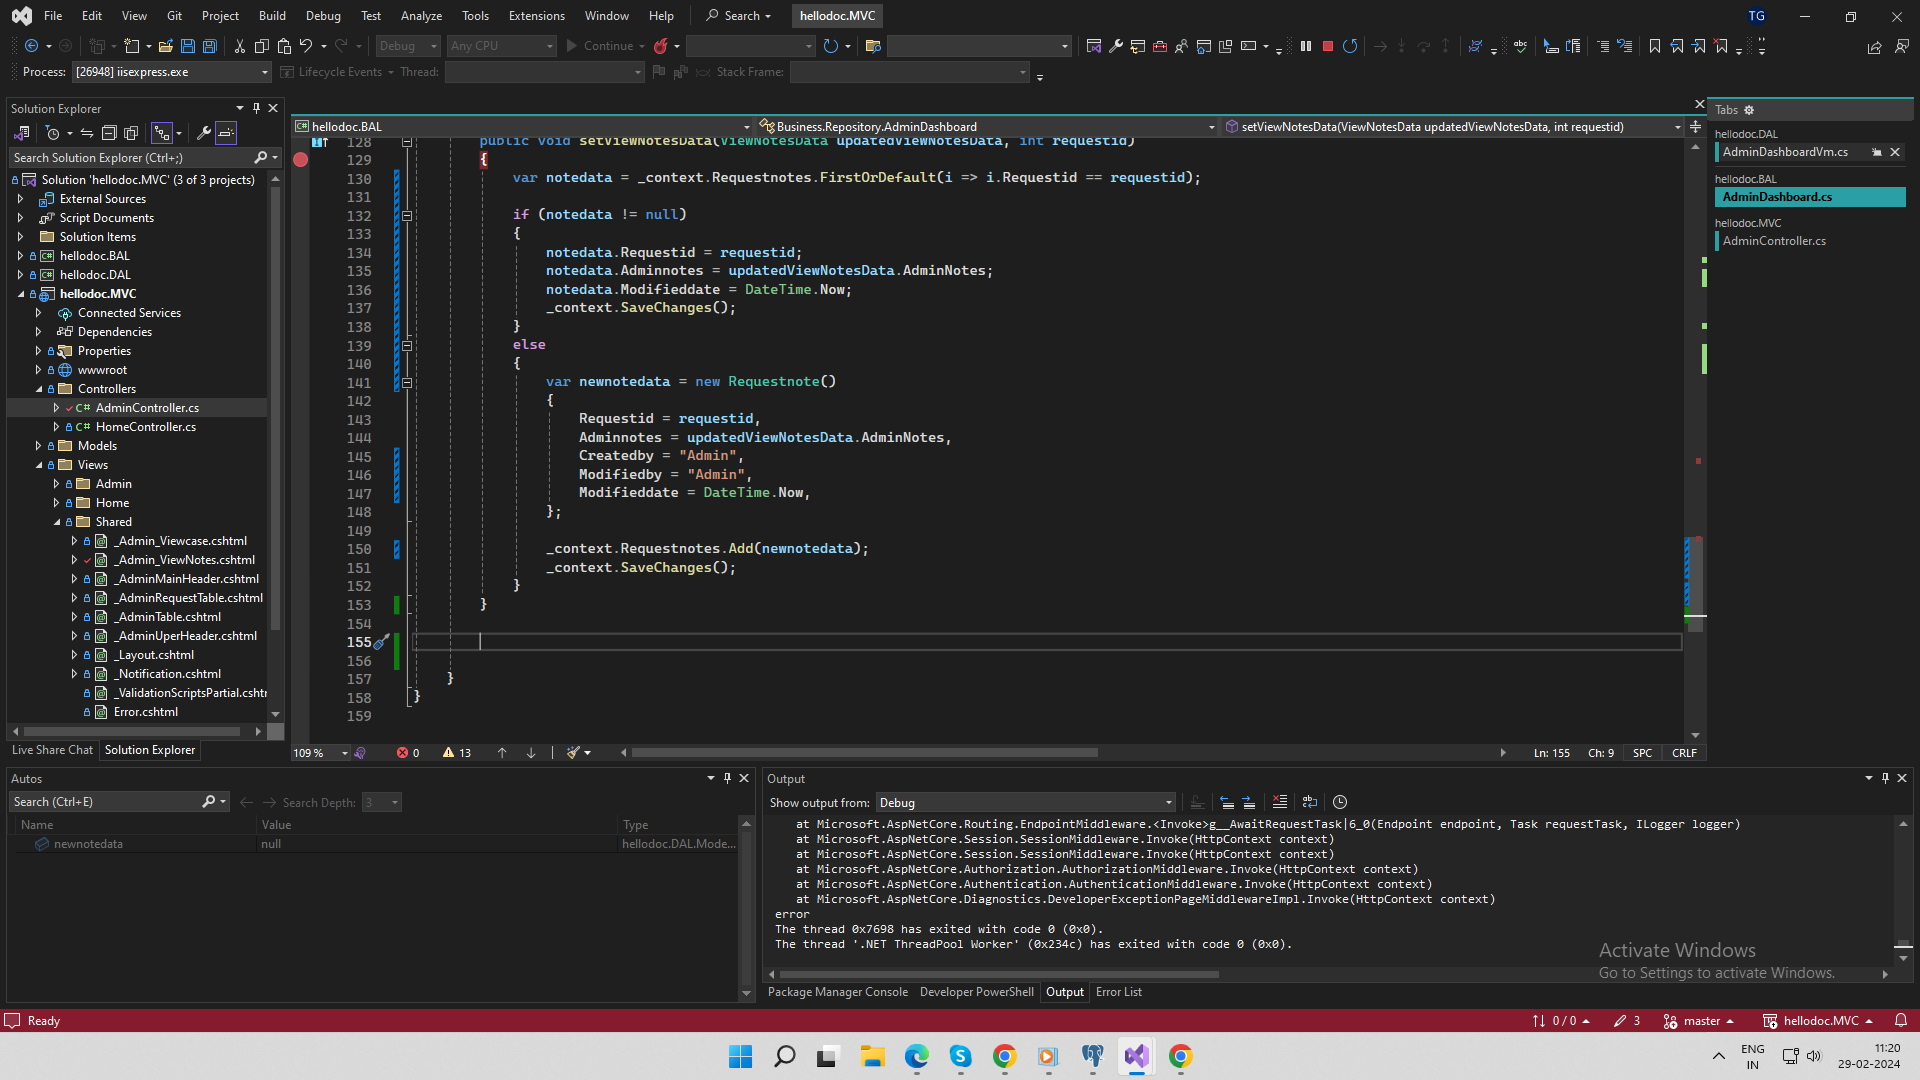 File Edit View Git Project Build Debug Test Analyze Tools Extensions Window Help Search hellodoc.MVC TG
Debug Any CPU Continue
Process: [26948] iisexpress.exe Lifecycle Events Thread: Stack Frame:
Solution Explorer
Search Solution Explorer (Ctrl+;)
Solution 'hellodoc.MVC' (3 of 3 projects)
External Sources
Script Documents
Solution Items
hellodoc.BAL
hellodoc.DAL
hellodoc.MVC
Connected Services
Dependencies
Properties
wwwroot
Controllers
C# AdminController.cs
C# HomeController.cs
Models
Views
Admin
Home
Shared
_Admin_Viewcase.cshtml
_Admin_ViewNotes.cshtml
_AdminMainHeader.cshtml
_AdminRequestTable.cshtml
_AdminTable.cshtml
_AdminUperHeader.cshtml
_Layout.cshtml
_Notification.cshtml
_ValidationScriptsPartial.cshtm
Error.cshtml
Live Share Chat Solution Explorer
hellodoc.BAL Business.Repository.AdminDashboard setViewNotesData(ViewNotesData updatedViewNotesData, int requestid)
128 public void setViewNotesData(ViewNotesData updatedViewNotesData, int requestid)
129 {
130 var notedata = _context.Requestnotes.FirstOrDefault(i => i.Requestid == requestid);
131
132 if (notedata != null)
133 {
134 notedata.Requestid = requestid;
135 notedata.Adminnotes = updatedViewNotesData.AdminNotes;
136 notedata.Modifieddate = DateTime.Now;
137 _context.SaveChanges();
138 }
139 else
140 {
141 var newnotedata = new Requestnote()
142 {
143 Requestid = requestid,
144 Adminnotes = updatedViewNotesData.AdminNotes,
145 Createdby = "Admin",
146 Modifiedby = "Admin",
147 Modifieddate = DateTime.Now,
148 };
149
150 _context.Requestnotes.Add(newnotedata);
151 _context.SaveChanges();
152 }
153 }
154
155
156
157 }
158 }
159
109 % 0 13 Ln: 155 Ch: 9 SPC CRLF
Tabs
hellodoc.DAL
AdminDashboardVm.cs
hellodoc.BAL
AdminDashboard.cs
hellodoc.MVC
AdminController.cs
Autos
Search (Ctrl+E) Search Depth: 3
Name Value Type
newnotedata null hellodoc.DAL.Mode...
Output
Show output from: Debug
at Microsoft.AspNetCore.Routing.EndpointMiddleware.<Invoke>g__AwaitRequestTask|6_0(Endpoint endpoint, Task requestTask, ILogger logger)
at Microsoft.AspNetCore.Session.SessionMiddleware.Invoke(HttpContext context)
at Microsoft.AspNetCore.Session.SessionMiddleware.Invoke(HttpContext context)
at Microsoft.AspNetCore.Authorization.AuthorizationMiddleware.Invoke(HttpContext context)
at Microsoft.AspNetCore.Authentication.AuthenticationMiddleware.Invoke(HttpContext context)
at Microsoft.AspNetCore.Diagnostics.DeveloperExceptionPageMiddlewareImpl.Invoke(HttpContext context)
error
The thread 0x7698 has exited with code 0 (0x0).
The thread '.NET ThreadPool Worker' (0x234c) has exited with code 0 (0x0).
Activate Windows
Go to Settings to activate Windows.
Package Manager Console Developer PowerShell Output Error List
Ready 0 / 0 3 master hellodoc.MVC
ENG
IN
11:20
29-02-2024